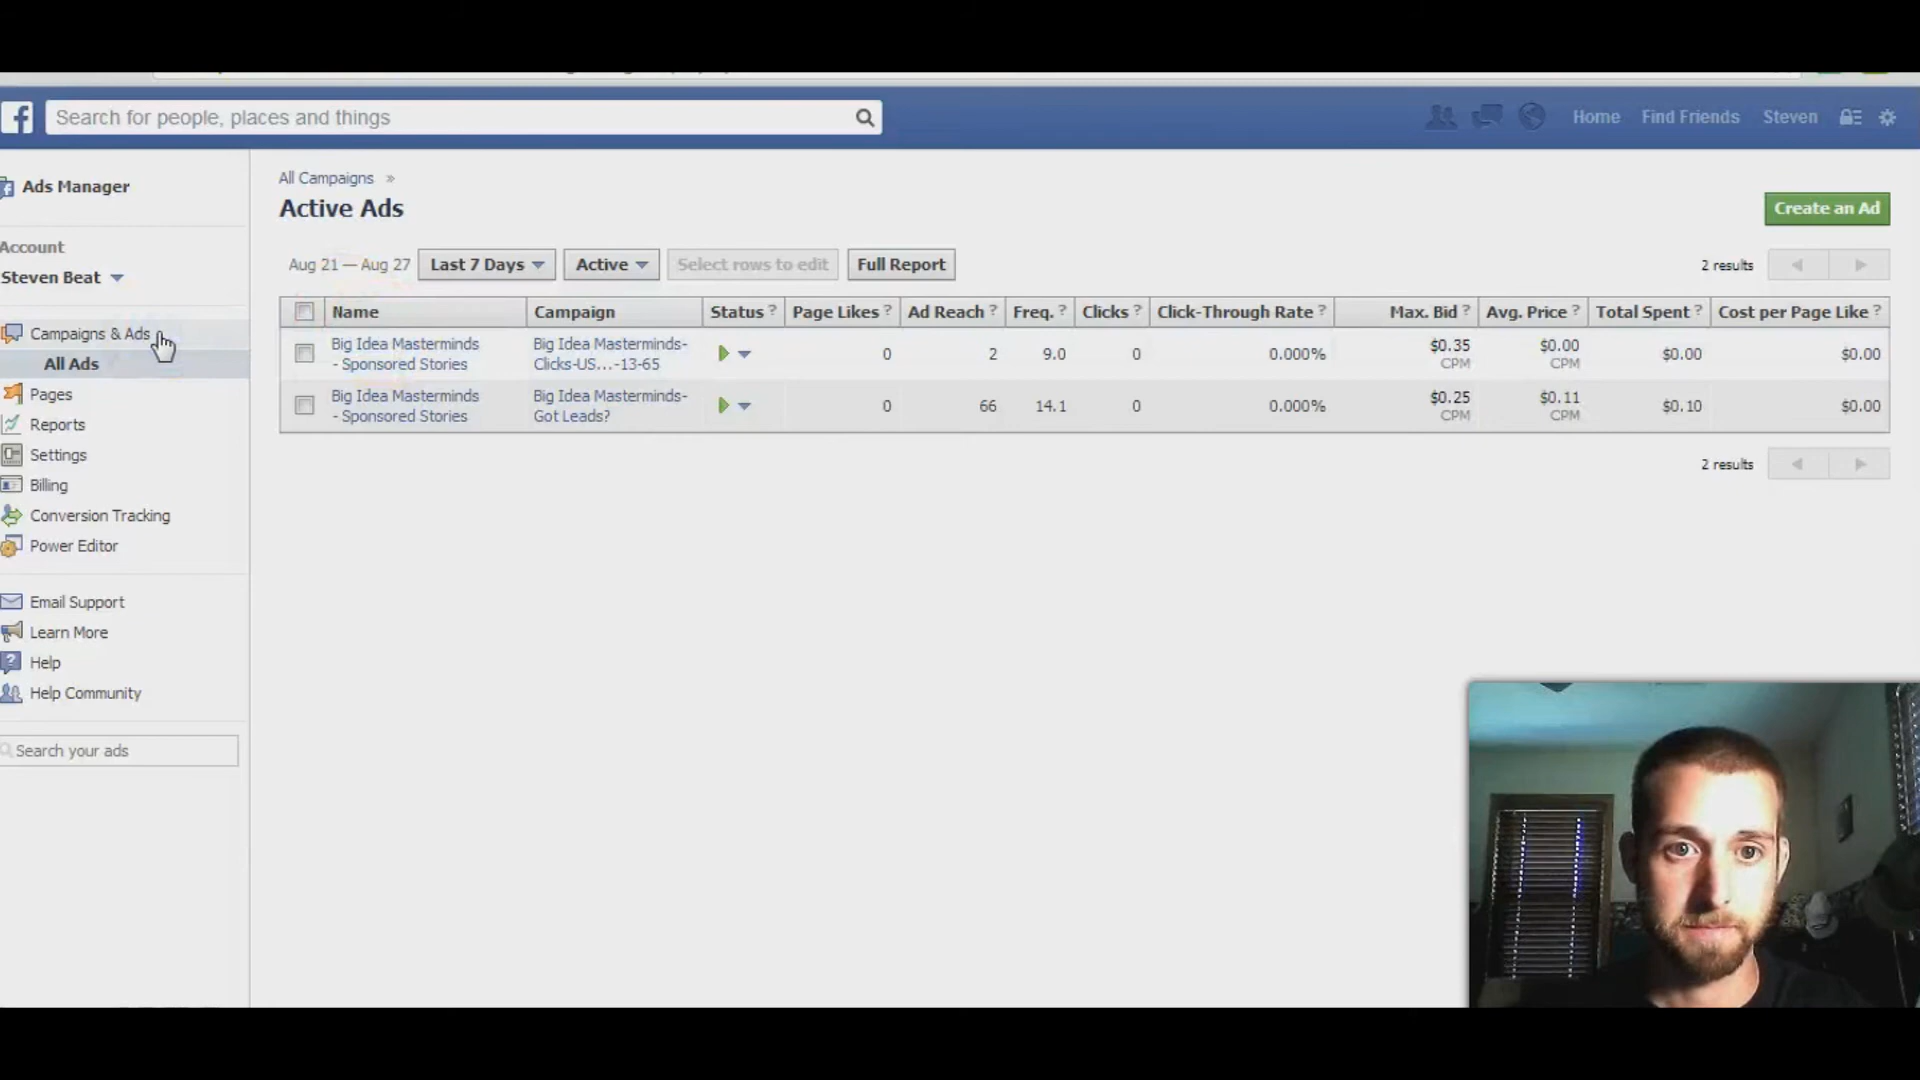 Search for people, places and things
Home Find Friends Steven
Ads Manager
Account
Steven Beat
Campaigns & Ads
All Ads
Pages
Reports
Settings
Billing
Conversion Tracking
Power Editor
Email Support
Learn More
Help
Help Community
Search your ads
All Campaigns »
Active Ads
Create an Ad
Aug 21 — Aug 27 Last 7 Days Active Select rows to edit Full Report 2 results
Name Campaign Status ? Page Likes ? Ad Reach ? Freq. ? Clicks ? Click-Through Rate ? Max. Bid ? Avg. Price ? Total Spent ? Cost per Page Like ?
Big Idea Masterminds Big Idea Masterminds- $0.35 $0.00
- Sponsored Stories Clicks-US...-13-65 0 2 9.0 0 0.000% CPM CPM $0.00 $0.00
Big Idea Masterminds Big Idea Masterminds- $0.25 $0.11
- Sponsored Stories Got Leads? 0 66 14.1 0 0.000% CPM CPM $0.10 $0.00
2 results